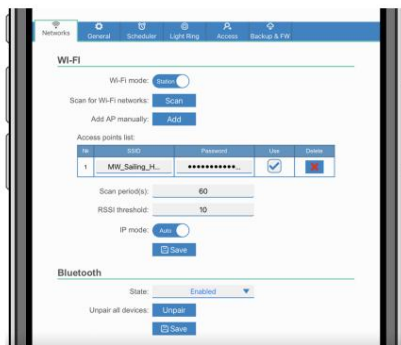 Networks General Scheduler Light Ring Access Backup & FW
Wi-Fi
Wi-Fi mode: Station
Scan for Wi-Fi networks: Scan
Add AP manually: Add
Access points list:
№ SSID Password Use Delete
1 MW_Sailing_H... •••••••••••...
Scan period(s): 60
RSSI threshold: 10
IP mode: Auto
Save
Bluetooth
State: Enabled
Unpair all devices: Unpair
Save